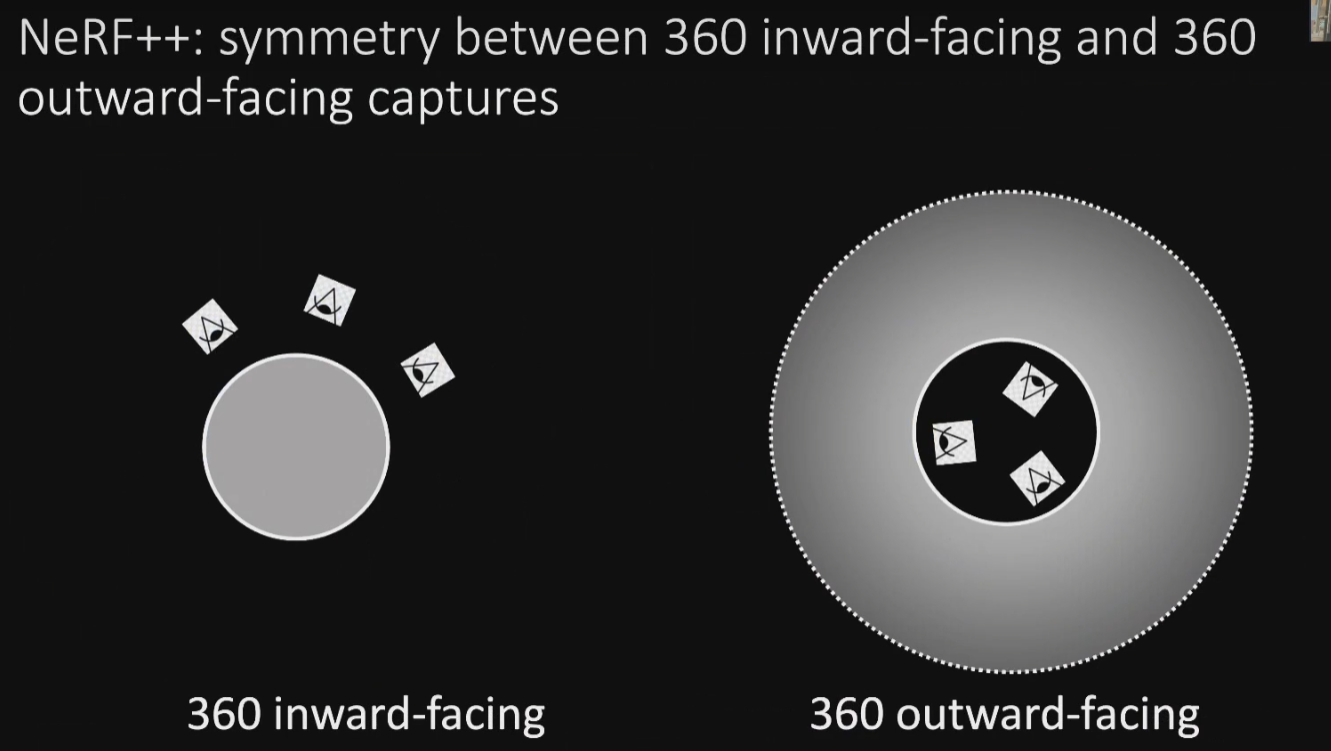 NeRF++: symmetry between 360 inward-facing and 360
outward-facing captures
360 inward-facing
360 outward-facing